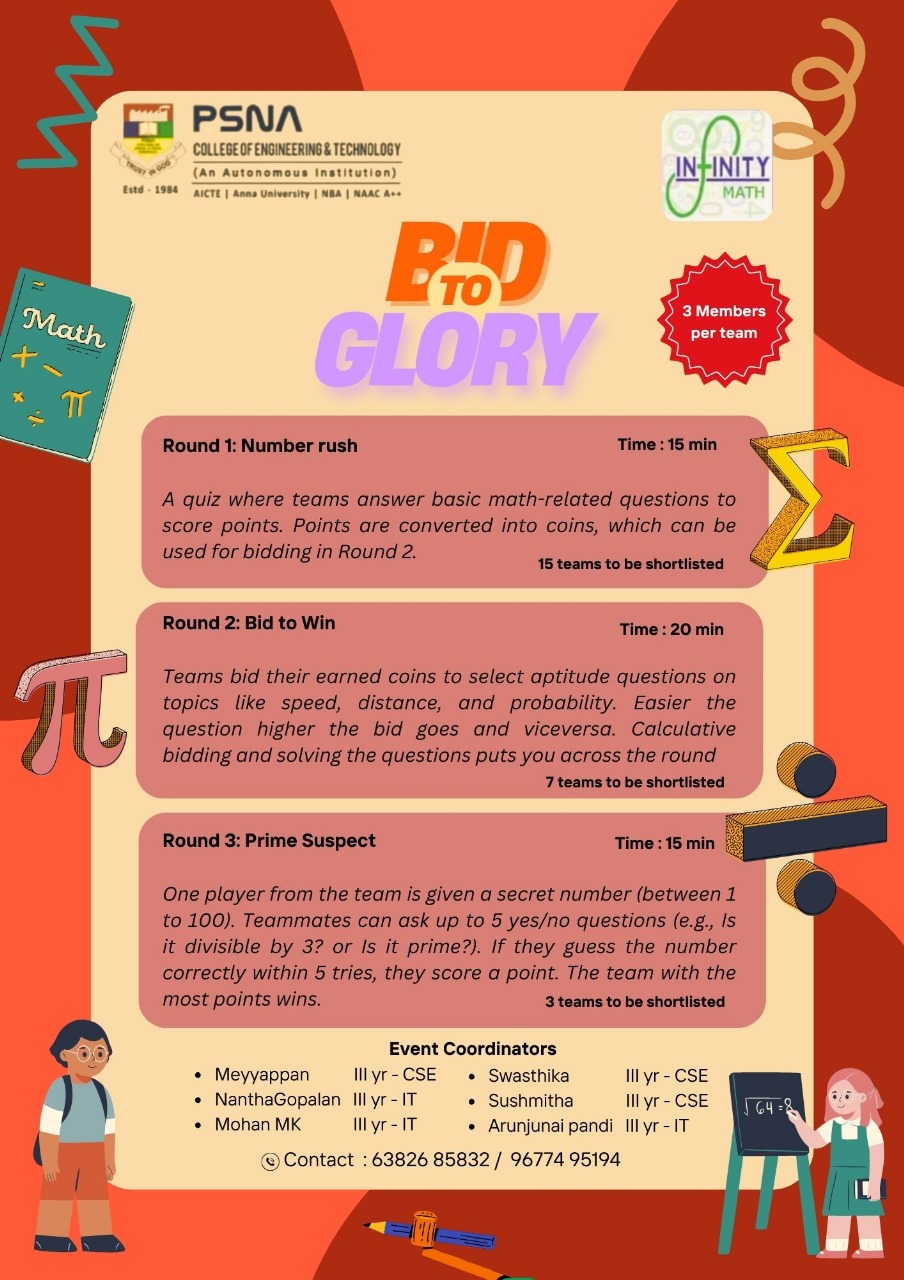 PSNA
COLLEGE OF ENGINEERING & TECHNOLOGY
(An Autonomous Institution)
AICTE | Anna University | NBA | NAAC A++
TRUST IN GOD
Estd - 1984
INFINITY
MATH
BID
TO
GLORY
3 Members
per team
Math
Round 1: Number rush
Time : 15 min
A quiz where teams answer basic math-related questions to
score points. Points are converted into coins, which can be
used for bidding in Round 2.
15 teams to be shortlisted
Round 2: Bid to Win
Time : 20 min
Teams bid their earned coins to select aptitude questions on
topics like speed, distance, and probability. Easier the
question higher the bid goes and viceversa. Calculative
bidding and solving the questions puts you across the round
7 teams to be shortlisted
Round 3: Prime Suspect
Time : 15 min
One player from the team is given a secret number (between 1
to 100). Teammates can ask up to 5 yes/no questions (e.g., Is
it divisible by 3? or Is it prime?). If they guess the number
correctly within 5 tries, they score a point. The team with the
most points wins.
3 teams to be shortlisted
Event Coordinators
• Meyyappan III yr - CSE
• NanthaGopalan III yr - IT
• Mohan MK III yr - IT
• Swasthika III yr - CSE
• Sushmitha III yr - CSE
• Arunjunai pandi III yr - IT
Contact : 63826 85832 / 96774 95194
√64 = 8